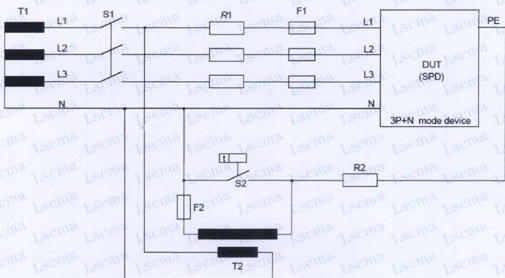 T1
L1
S1
R1
F1
L1
PE
L2
L2
DUT
(SPD)
L3
L3
N
N
3P+N mode device
t
S2
R2
F2
T2
Lscma